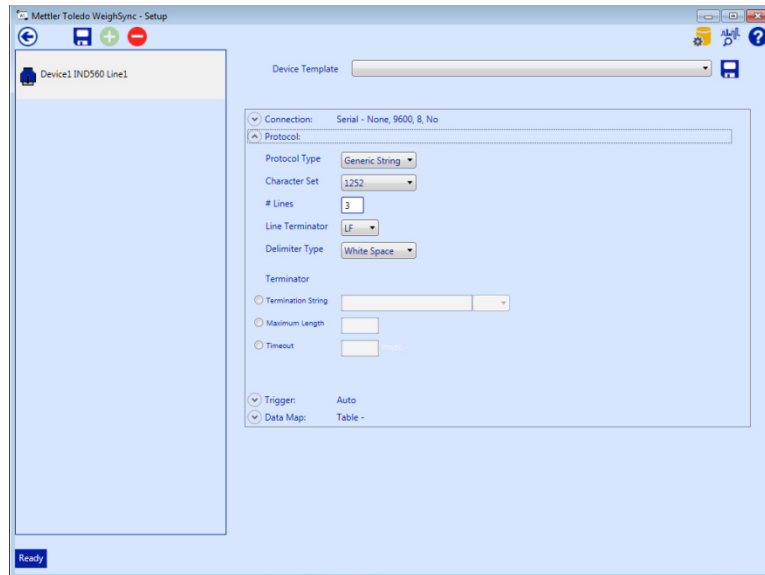 Mettler Toledo WeighSync - Setup
Device1 IND560 Line1
Device Template
Connection: Serial - None, 9600, 8, No
Protocol:
Protocol Type Generic String
Character Set 1252
# Lines 3
Line Terminator LF
Delimiter Type White Space
Terminator
Termination String
Maximum Length
Timeout
Trigger: Auto
Data Map: Table -
Ready